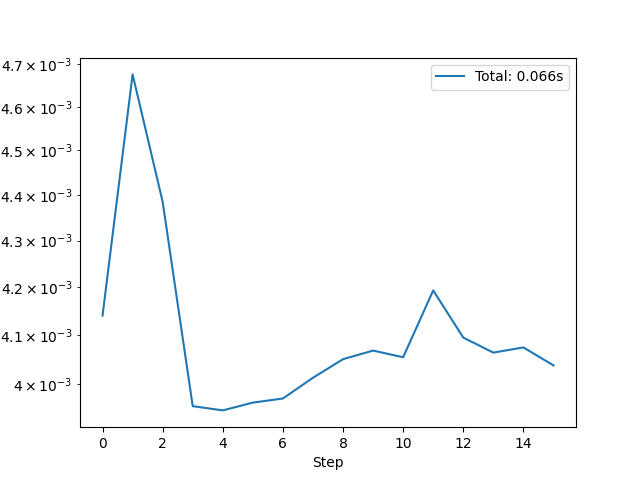 4.7 × 10⁻³
4.6 × 10⁻³
4.5 × 10⁻³
4.4 × 10⁻³
4.3 × 10⁻³
4.2 × 10⁻³
4.1 × 10⁻³
4 × 10⁻³
Total: 0.066s
0 2 4 6 8 10 12 14
Step